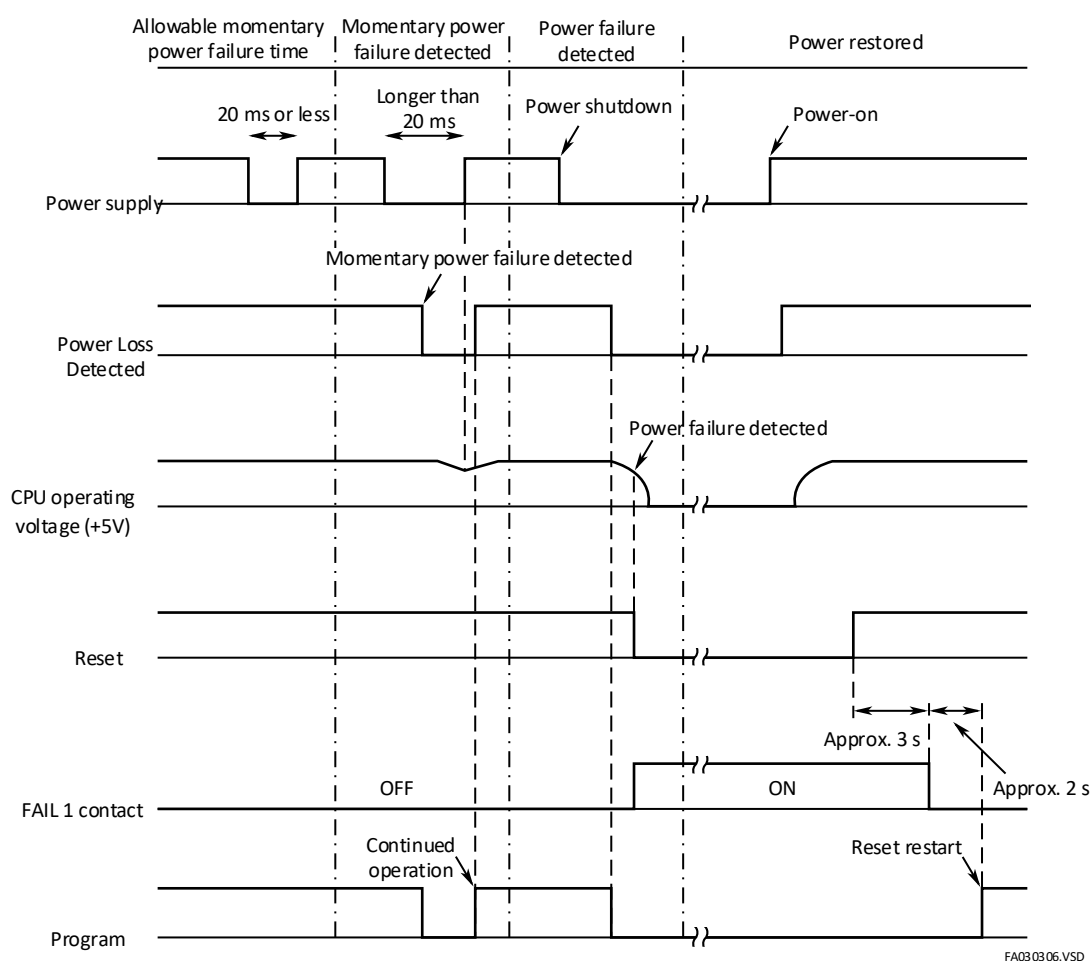 Allowable momentary
power failure time
Momentary power
failure detected
Power failure
detected
Power restored
20 ms or less
Longer than
20 ms
Power shutdown
Power-on
Power supply
Momentary power failure detected
Power Loss
Detected
Power failure detected
CPU operating
voltage (+5V)
Reset
Approx. 3 s
Approx. 2 s
OFF
ON
FAIL 1 contact
Continued
operation
Reset restart
Program
FA030306.VSD